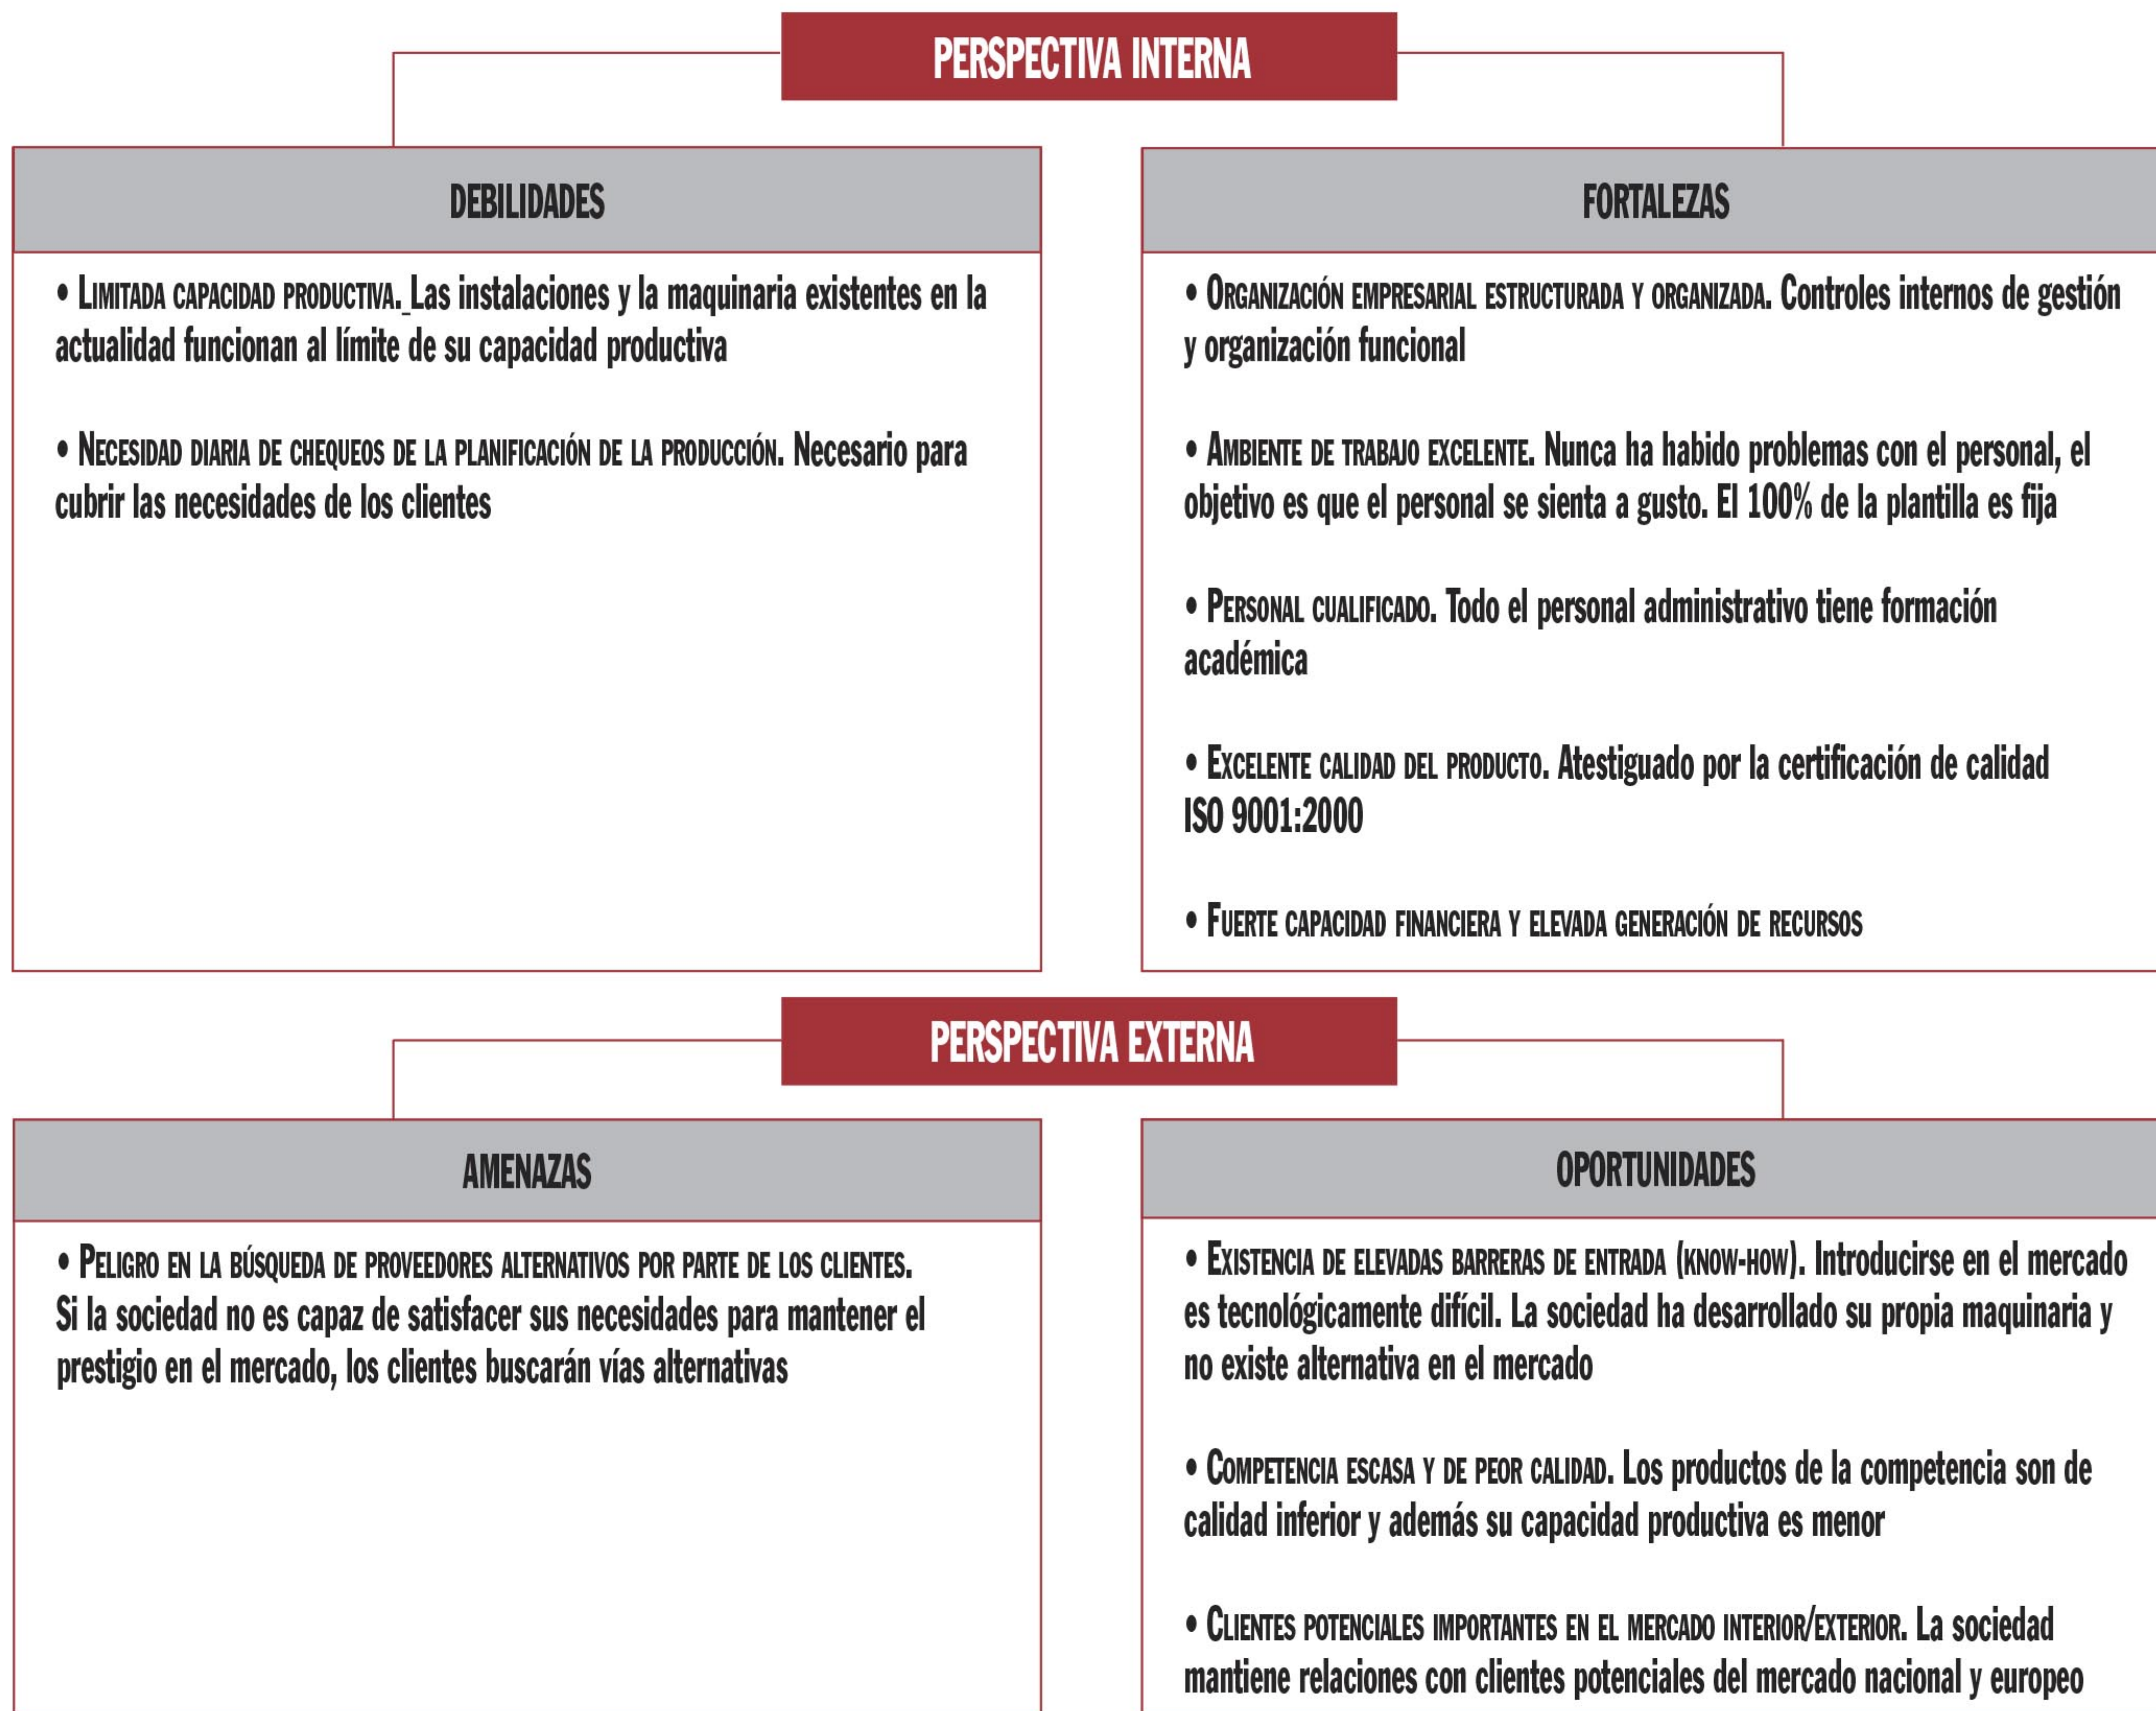 PERSPECTIVA INTERNA
DEBILIDADES
• LIMITADA CAPACIDAD PRODUCTIVA. Las instalaciones y la maquinaria existentes en la
actualidad funcionan al límite de su capacidad productiva
• NECESIDAD DIARIA DE CHEQUEOS DE LA PLANIFICACIÓN DE LA PRODUCCIÓN. Necesario para
cubrir las necesidades de los clientes
FORTALEZAS
• ORGANIZACIÓN EMPRESARIAL ESTRUCTURADA Y ORGANIZADA. Controles internos de gestión
y organización funcional
• AMBIENTE DE TRABAJO EXCELENTE. Nunca ha habido problemas con el personal, el
objetivo es que el personal se sienta a gusto. El 100% de la plantilla es fija
• PERSONAL CUALIFICADO. Todo el personal administrativo tiene formación
académica
• EXCELENTE CALIDAD DEL PRODUCTO. Atestiguado por la certificación de calidad
ISO 9001:2000
• FUERTE CAPACIDAD FINANCIERA Y ELEVADA GENERACIÓN DE RECURSOS
PERSPECTIVA EXTERNA
AMENAZAS
• PELIGRO EN LA BÚSQUEDA DE PROVEEDORES ALTERNATIVOS POR PARTE DE LOS CLIENTES.
Si la sociedad no es capaz de satisfacer sus necesidades para mantener el
prestigio en el mercado, los clientes buscarán vías alternativas
OPORTUNIDADES
• EXISTENCIA DE ELEVADAS BARRERAS DE ENTRADA (KNOW-HOW). Introducirse en el mercado
es tecnológicamente difícil. La sociedad ha desarrollado su propia maquinaria y
no existe alternativa en el mercado
• COMPETENCIA ESCASA Y DE PEOR CALIDAD. Los productos de la competencia son de
calidad inferior y además su capacidad productiva es menor
• CLIENTES POTENCIALES IMPORTANTES EN EL MERCADO INTERIOR/EXTERIOR. La sociedad
mantiene relaciones con clientes potenciales del mercado nacional y europeo